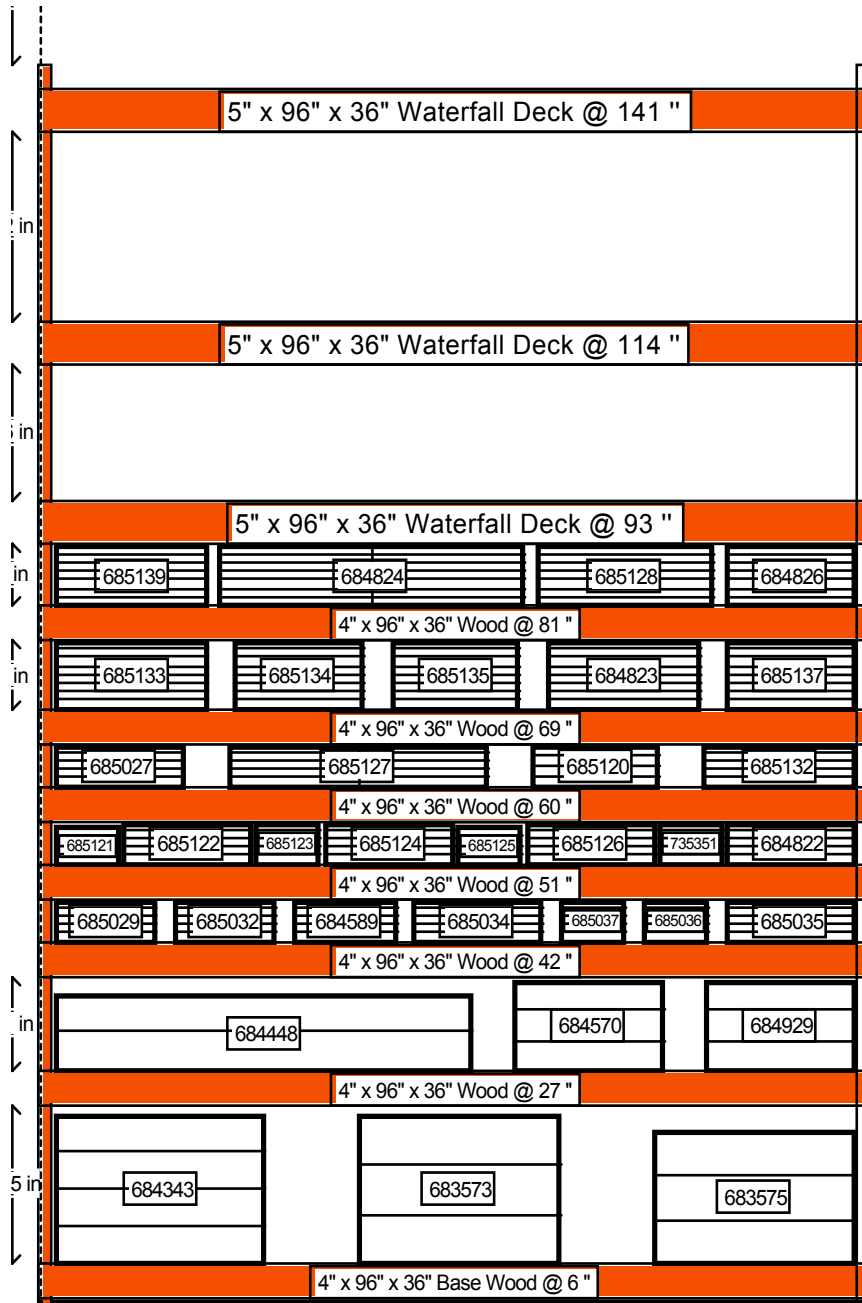 5" x 96" x 36" Waterfall Deck @ 141 "
in
5" x 96" x 36" Waterfall Deck @ 114 "
in
5" x 96" x 36" Waterfall Deck @ 93 "
in
685139 684824 685128 684826
4" x 96" x 36" Wood @ 81 "
in
685133 685134 685135 684823 685137
4" x 96" x 36" Wood @ 69 "
685027 685127 685120 685132
4" x 96" x 36" Wood @ 60 "
685121 685122 685123 685124 685125 685126 735351 684822
4" x 96" x 36" Wood @ 51 "
685029 685032 684589 685034 685037 685036 685035
4" x 96" x 36" Wood @ 42 "
in
684448 684570 684929
4" x 96" x 36" Wood @ 27 "
5 in
684343 683573 683575
4" x 96" x 36" Base Wood @ 6 "